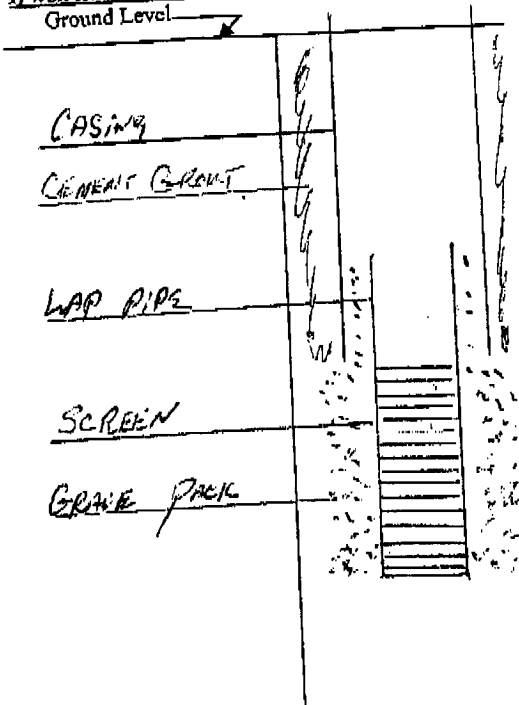 Ground Level
CASING
CEMENT GROUT
LAP PIPE
SCREEN
GRAVE PACK